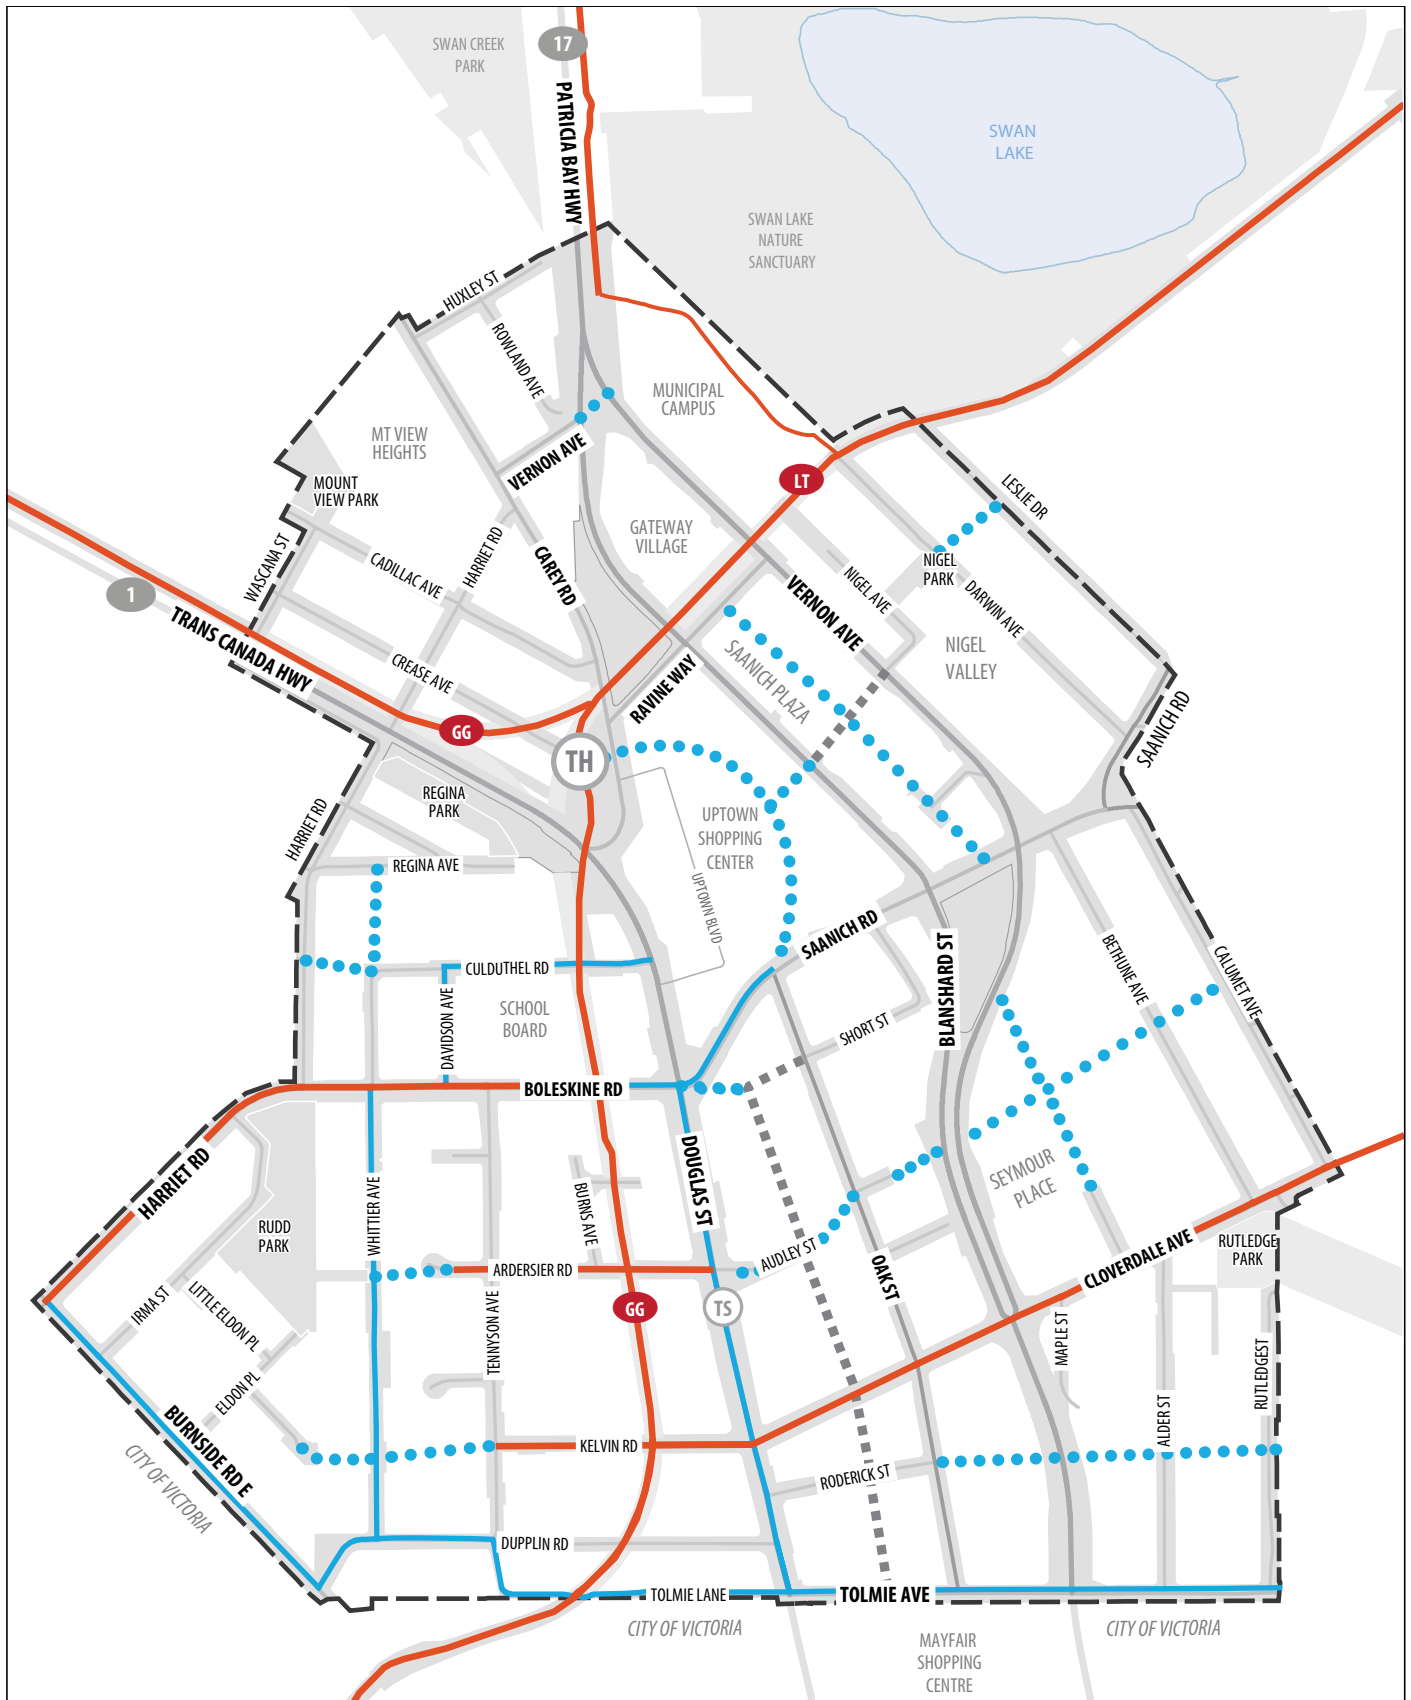 SWAN CREEK
PARK
17
PATRICIA BAY HWY
SWAN
LAKE
SWAN LAKE
NATURE
SANCTUARY
HUXLEY ST
ROWLAND AVE
MUNICIPAL
CAMPUS
MT VIEW
HEIGHTS
VERNON AVE
MOUNT
VIEW PARK
LT
LESLIE DR
GATEWAY
VILLAGE
WASCANA ST
CADILLAC AVE
HARRIET RD
CAREY RD
NIGEL
PARK
NIGEL AVE
DARWIN AVE
1
TRANS CANADA HWY
VERNON AVE
NIGEL
VALLEY
CREASE AVE
RAVINE WAY
SAANICH PLAZA
SAANICH RD
GG
TH
REGINA
PARK
HARRIET RD
UPTOWN
SHOPPING
CENTER
REGINA AVE
UPTOWN BLVD
SAANICH RD
BLANSHARD ST
BETHUNE AVE
CALUMET AVE
CULDUTHEL RD
DAVIDSON AVE
SCHOOL
BOARD
SHORT ST
BOLESKINE RD
HARRIET RD
WHITTIER AVE
BURNS AVE
DOUGLAS ST
SEYMOUR
PLACE
RUDD
PARK
AUDLEY ST
OAK ST
CLOVERDALE AVE
RUTLEDGE
PARK
ARDERSIER RD
IRMA ST
LITTLE ELDON PL
TENNYSON AVE
GG
TS
MAPLE ST
ELDON PL
RUTLEDGEST
ALDER ST
BURNSIDE RD E
CITY OF VICTORIA
KELVIN RD
RODERICK ST
DUPPLIN RD
TOLMIE LANE
TOLMIE AVE
CITY OF VICTORIA
CITY OF VICTORIA
MAYFAIR
SHOPPING
CENTRE